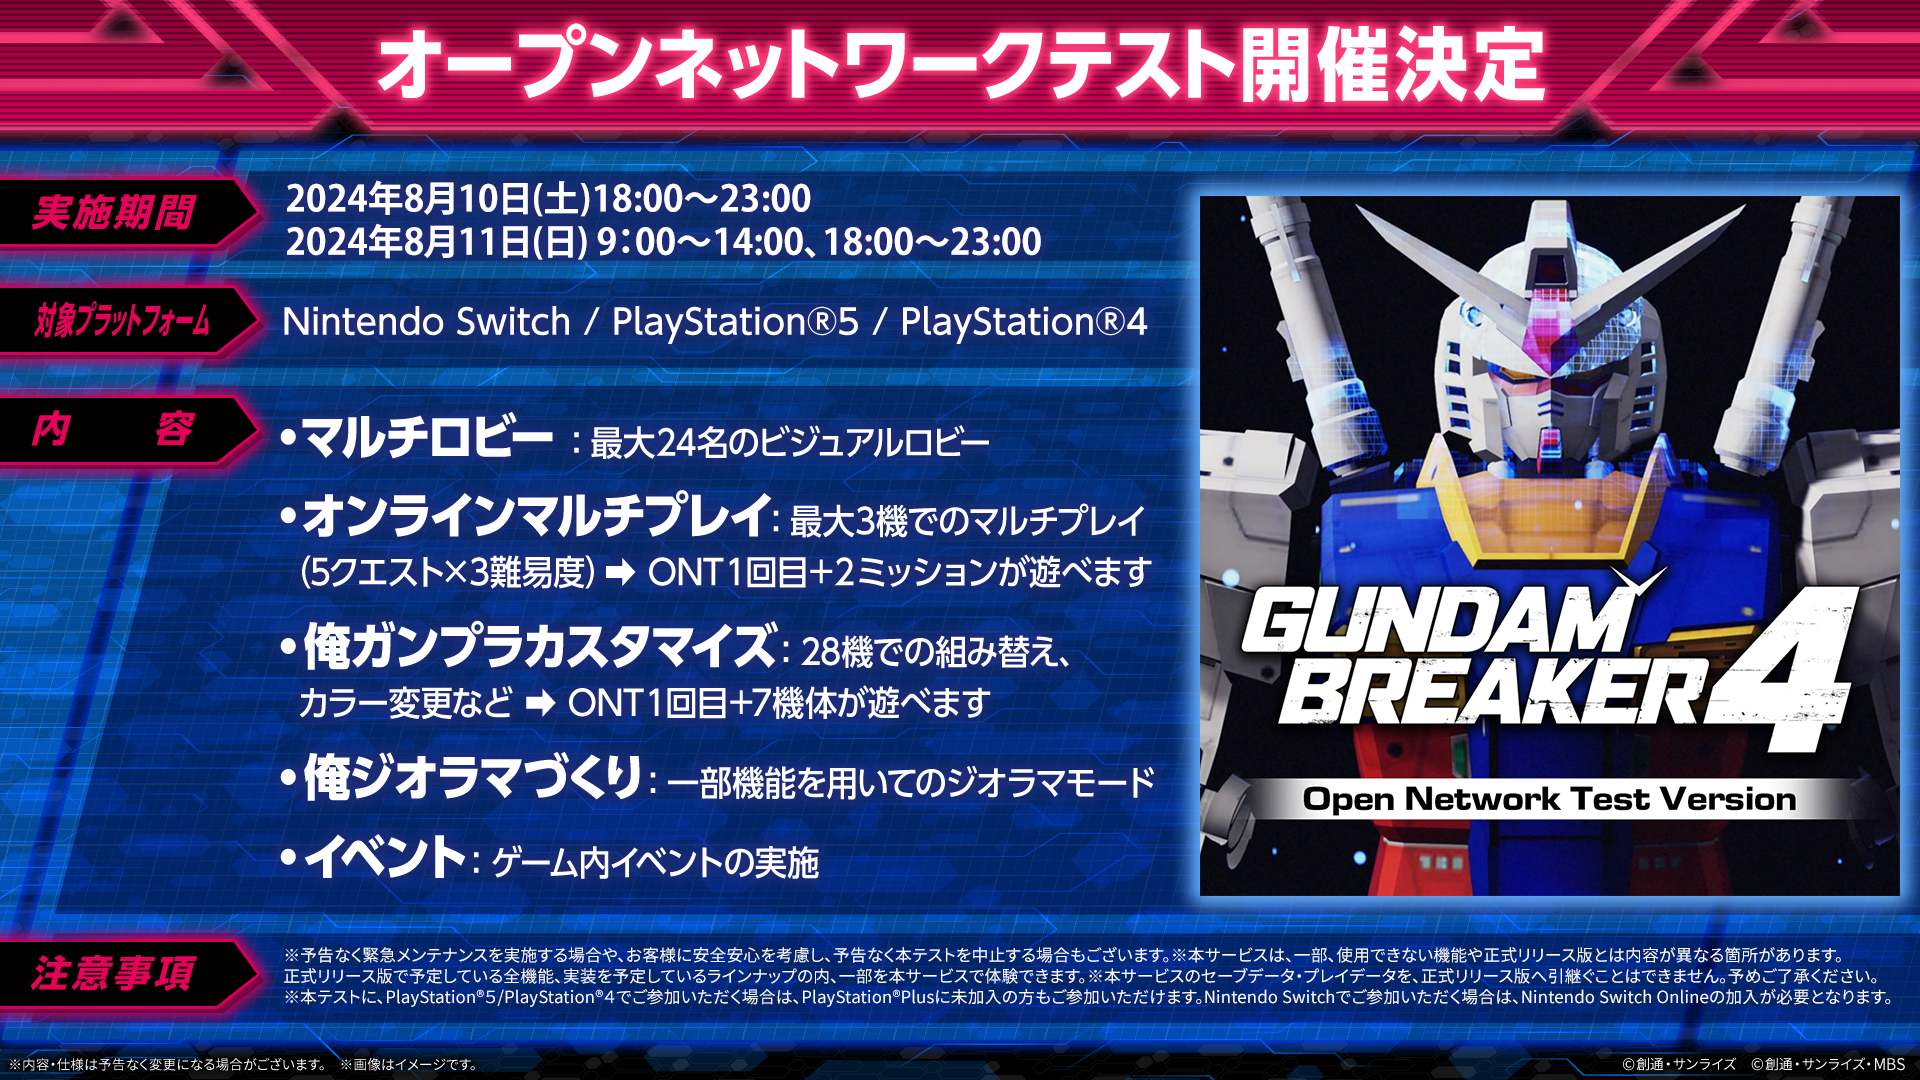 オープンネットワークテスト開催決定
実施期間
2024年8月10日(土)18:00～23:00
2024年8月11日(日) 9：00～14:00、18:00～23:00
対象プラットフォーム
Nintendo Switch / PlayStation®5 / PlayStation®4
内　容
•マルチロビー：最大24名のビジュアルロビー
•オンラインマルチプレイ：最大3機でのマルチプレイ
(5クエスト×3難易度) ➡ ONT1回目+2ミッションが遊べます
•俺ガンプラカスタマイズ：28機での組み替え、
カラー変更など ➡ ONT1回目+7機体が遊べます
•俺ジオラマづくり：一部機能を用いてのジオラマモード
•イベント：ゲーム内イベントの実施
GUNDAM
BREAKER 4
Open Network Test Version
注意事項
※予告なく緊急メンテナンスを実施する場合や、お客様に安全安心を考慮し、予告なく本テストを中止する場合もございます。※本サービスは、一部、使用できない機能や正式リリース版とは内容が異なる箇所があります。
正式リリース版で予定している全機能、実装を予定しているラインナップの内、一部を本サービスで体験できます。※本サービスのセーブデータ・プレイデータを、正式リリース版へ引継ぐことはできません。予めご了承ください。
※本テストに、PlayStation®5/PlayStation®4でご参加いただく場合は、PlayStation®Plusに未加入の方もご参加いただけます。Nintendo Switchでご参加いただく場合は、Nintendo Switch Onlineの加入が必要となります。
※内容・仕様は予告なく変更になる場合がございます。　※画像はイメージです。
©創通・サンライズ　©創通・サンライズ・MBS